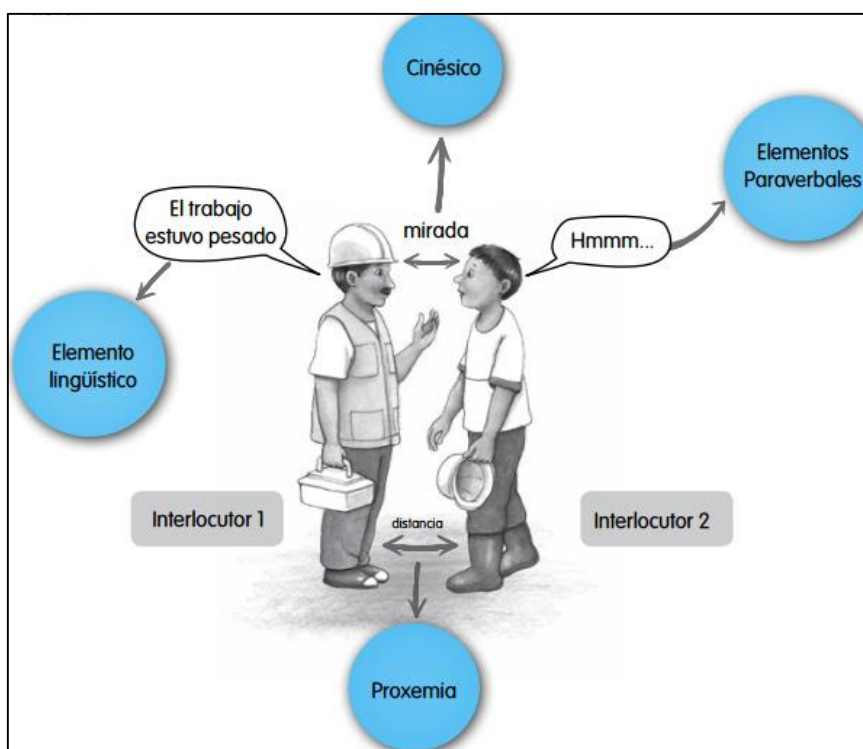 Cinésico
Elementos
Paraverbales
El trabajo
estuvo pesado
mirada
Hmmm...
Elemento
lingüístico
Interlocutor 1
distancia
Interlocutor 2
Proxemia